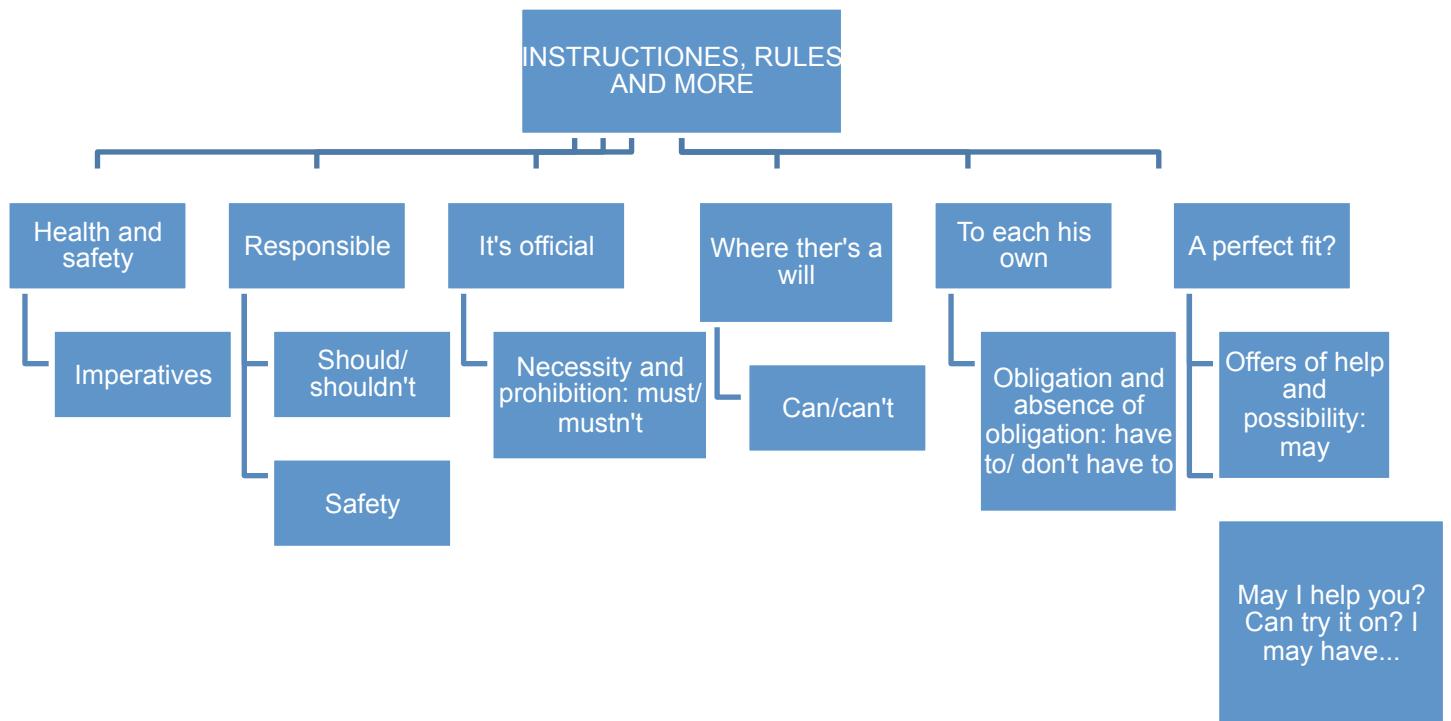 INSTRUCTIONES, RULES
AND MORE
Health and
safety
Imperatives
Responsible
Should/
shouldn't
Safety
It's official
Necessity and
prohibition: must/
mustn't
Where ther's a
will
Can/can't
To each his
own
Obligation and
absence of
obligation: have
to/ don't have to
A perfect fit?
Offers of help
and
possibility:
may
May I help you?
Can try it on? I
may have...